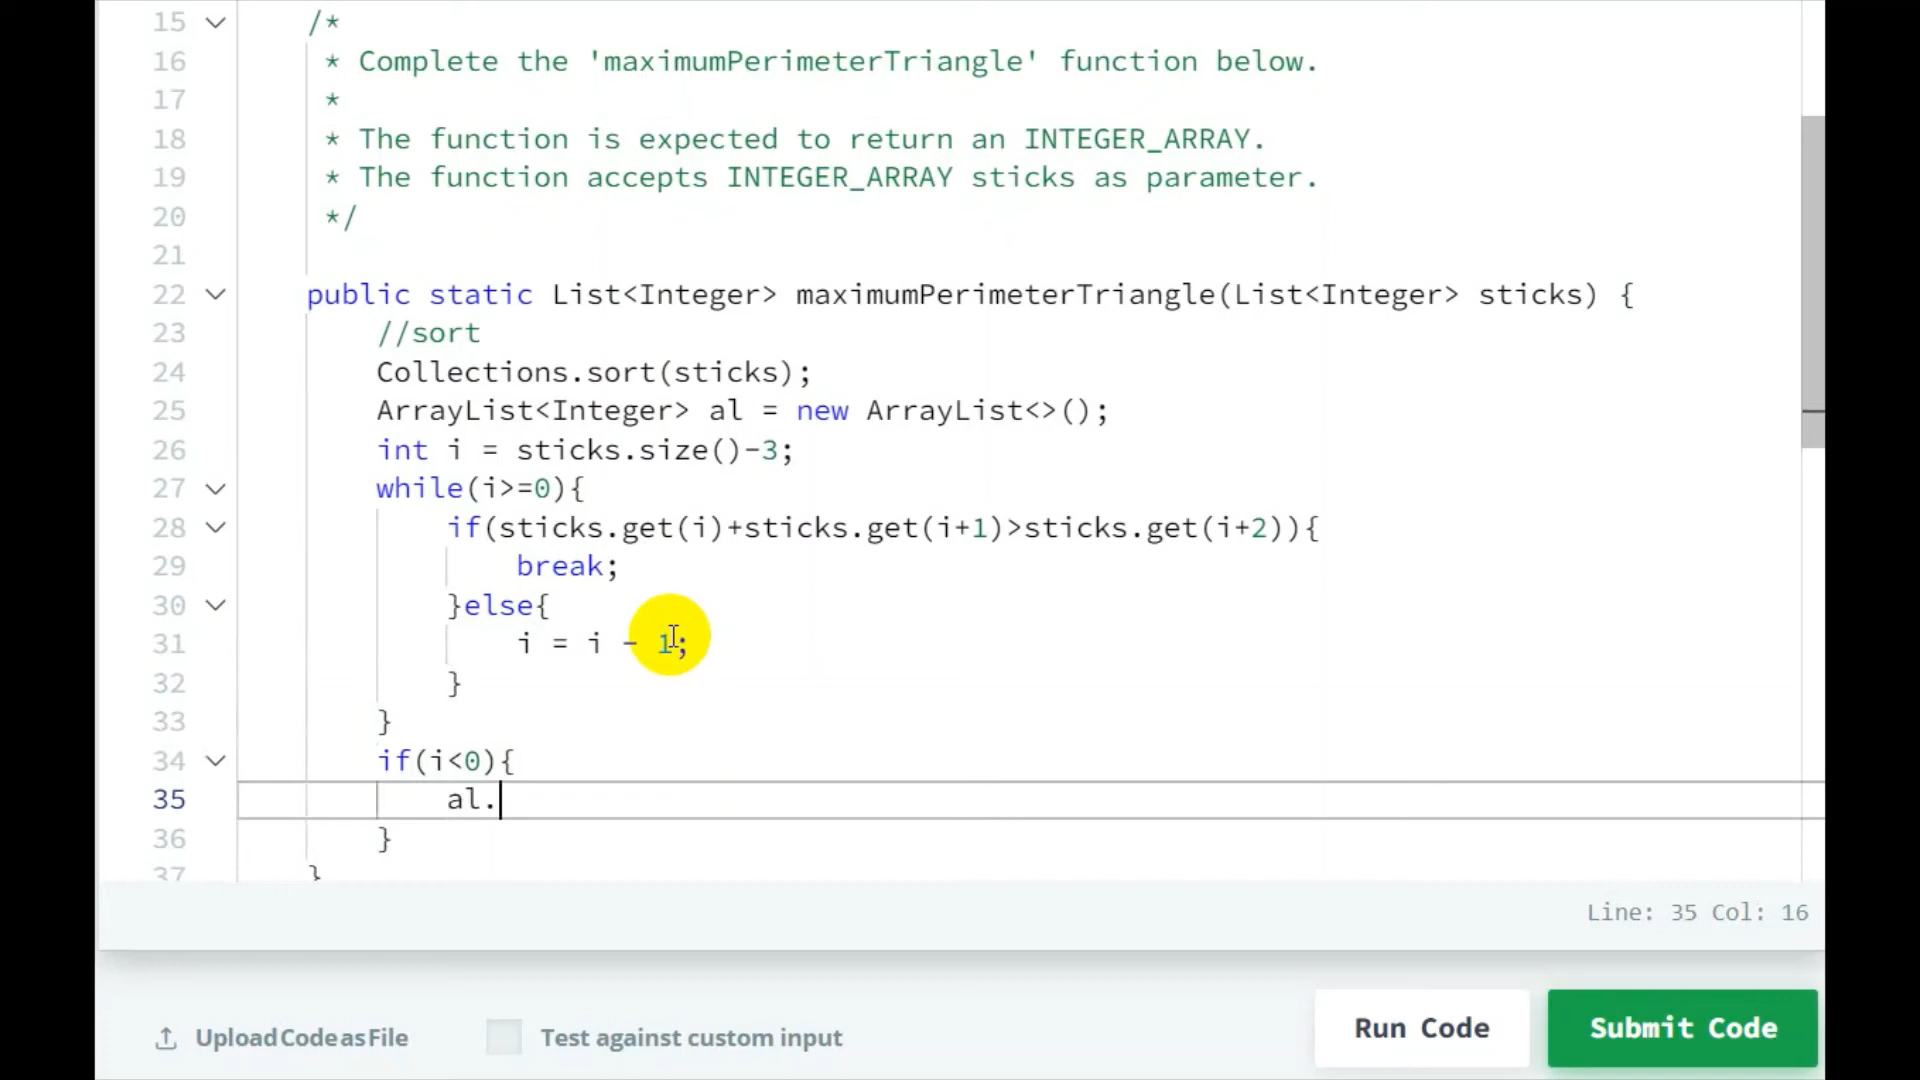 15 /*
16 * Complete the 'maximumPerimeterTriangle' function below.
17 *
18 * The function is expected to return an INTEGER_ARRAY.
19 * The function accepts INTEGER_ARRAY sticks as parameter.
20 */
21
22 public static List<Integer> maximumPerimeterTriangle(List<Integer> sticks) {
23 //sort
24 Collections.sort(sticks);
25 ArrayList<Integer> al = new ArrayList<>();
26 int i = sticks.size()-3;
27 while(i>=0){
28 if(sticks.get(i)+sticks.get(i+1)>sticks.get(i+2)){
29 break;
30 }else{
31 i = i - 1;
32 }
33 }
34 if(i<0){
35 al.
36 }
37 }
Line: 35 Col: 16
Upload Code as File
Test against custom input
Run Code
Submit Code